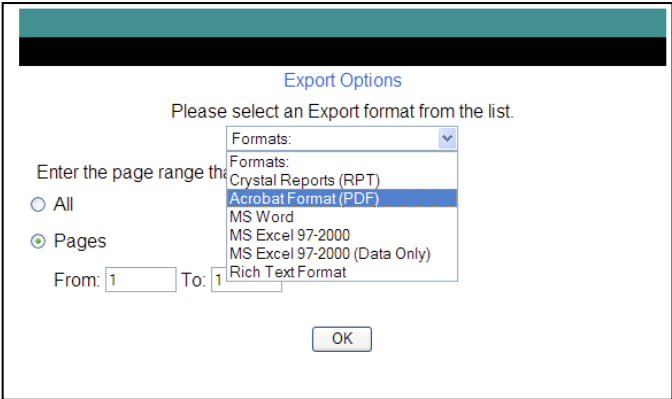 Export Options
Please select an Export format from the list.
Formats:
Formats:
Enter the page range tha
Crystal Reports (RPT)
Acrobat Format (PDF)
All
MS Word
MS Excel 97-2000
Pages
MS Excel 97-2000 (Data Only)
Rich Text Format
From: 1 To: 1
OK